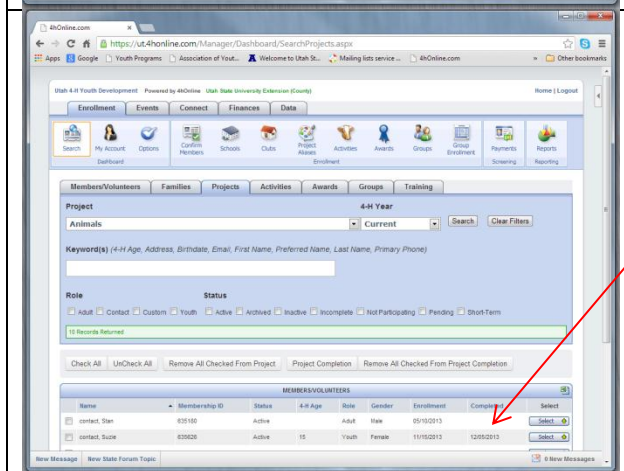 4hOnline.com
https://ut.4honline.com/Manager/Dashboard/SearchProjects.aspx
Apps Google Youth Programs Association of Yout... Welcome to Utah St... Mailing lists service ... 4hOnline.com » Other bookmarks
Utah 4-H Youth Development Powered by 4hOnline Utah State University Extension (County) Home | Logout
Enrollment Events Connect Finances Data
Search My Account Options Confirm Members Schools Clubs Project Aliases Activities Awards Groups Group Enrollment Payments Reports
Dashboard Enrollment Screening Reporting
Members/Volunteers Families Projects Activities Awards Groups Training
Project 4-H Year
Animals Current Search Clear Filters
Keyword(s) (4-H Age, Address, Birthdate, Email, First Name, Preferred Name, Last Name, Primary Phone)
Role Status
Adult Contact Custom Youth Active Archived Inactive Incomplete Not Participating Pending Short-Term
10 Records Returned
Check All UnCheck All Remove All Checked From Project Project Completion Remove All Checked From Project Completion
MEMBERS/VOLUNTEERS
Name Membership ID Status 4-H Age Role Gender Enrollment Completed Select
contact, Stan 835180 Active Adult Male 05/10/2013 Select
contact, Suzie 835626 Active 15 Youth Female 11/15/2013 12/05/2013 Select
New Message New State Forum Topic 0 New Messages